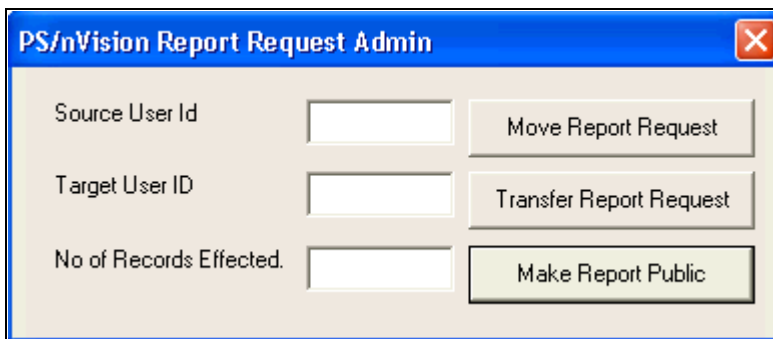 PS/nVision Report Request Admin
Source User Id
Move Report Request
Target User ID
Transfer Report Request
No of Records Effected.
Make Report Public